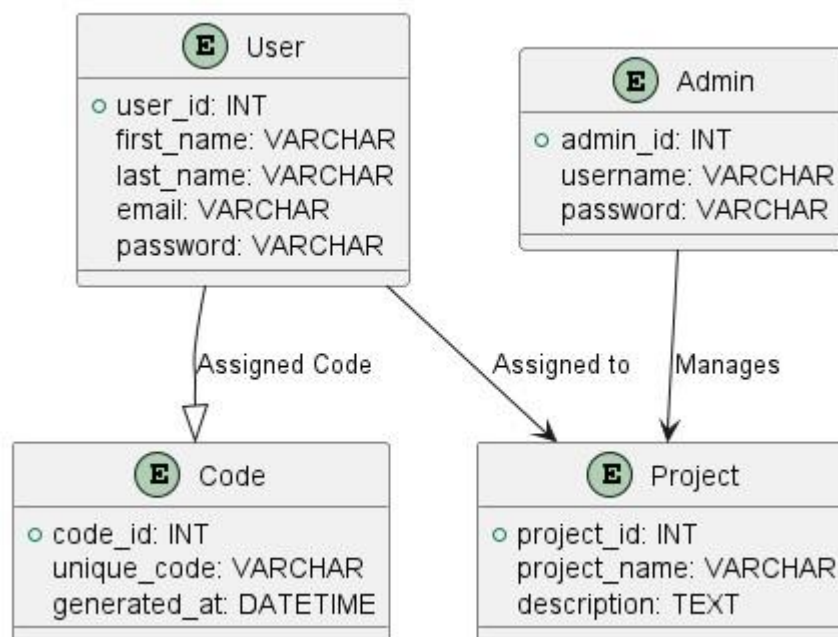 E User
user_id: INT
first_name: VARCHAR
last_name: VARCHAR
email: VARCHAR
password: VARCHAR
E Admin
admin_id: INT
username: VARCHAR
password: VARCHAR
Assigned Code
Assigned to
Manages
E Code
code_id: INT
unique_code: VARCHAR
generated_at: DATETIME
E Project
project_id: INT
project_name: VARCHAR
description: TEXT